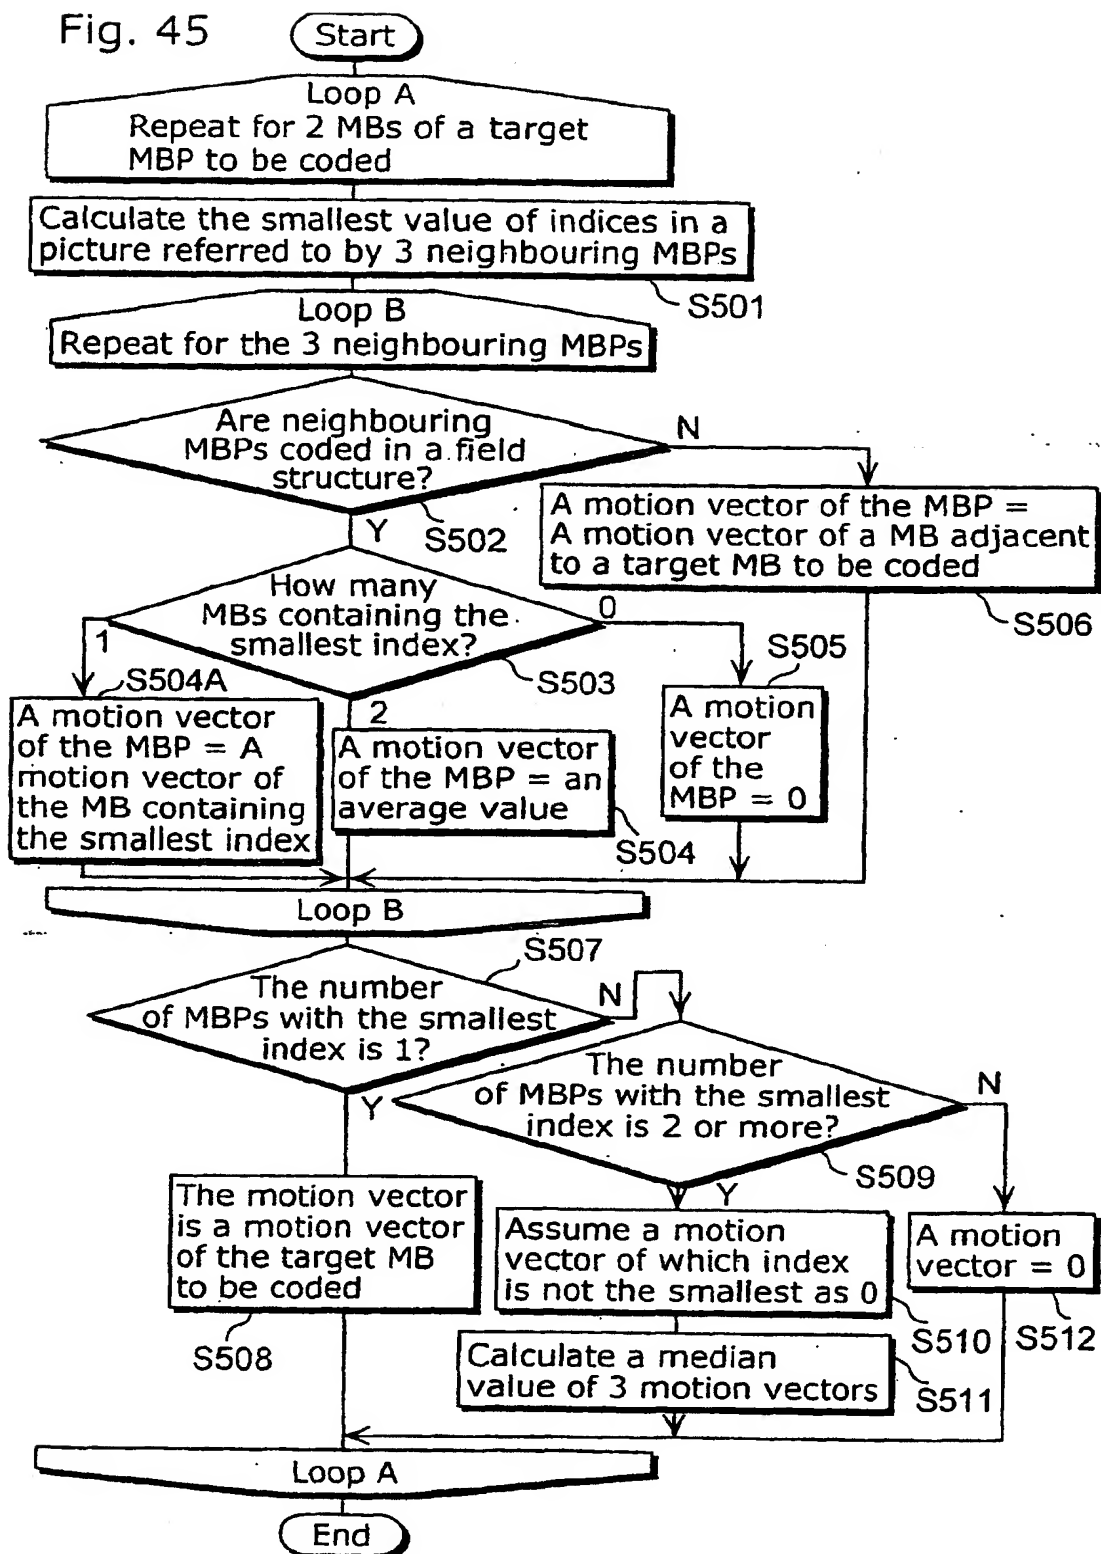 Fig. 45
Start
Loop A
Repeat for 2 MBs of a target
MBP to be coded
Calculate the smallest value of indices in a
picture referred to by 3 neighbouring MBPs
S501
Loop B
Repeat for the 3 neighbouring MBPs
Are neighbouring
MBPs coded in a field
structure?
N
Y
S502
A motion vector of the MBP =
A motion vector of a MB adjacent
to a target MB to be coded
S506
How many
MBs containing the
smallest index?
1
0
2
S503
S504A
A motion vector
of the MBP = A
motion vector of
the MB containing
the smallest index
A motion vector
of the MBP = an
average value
S504
S505
A motion
vector
of the
MBP = 0
Loop B
S507
The number
of MBPs with the smallest
index is 1?
N
Y
The number
of MBPs with the smallest
index is 2 or more?
N
Y
S509
The motion vector
is a motion vector
of the target MB
to be coded
S508
Assume a motion
vector of which index
is not the smallest as 0
S510
A motion
vector = 0
S512
Calculate a median
value of 3 motion vectors
S511
Loop A
End